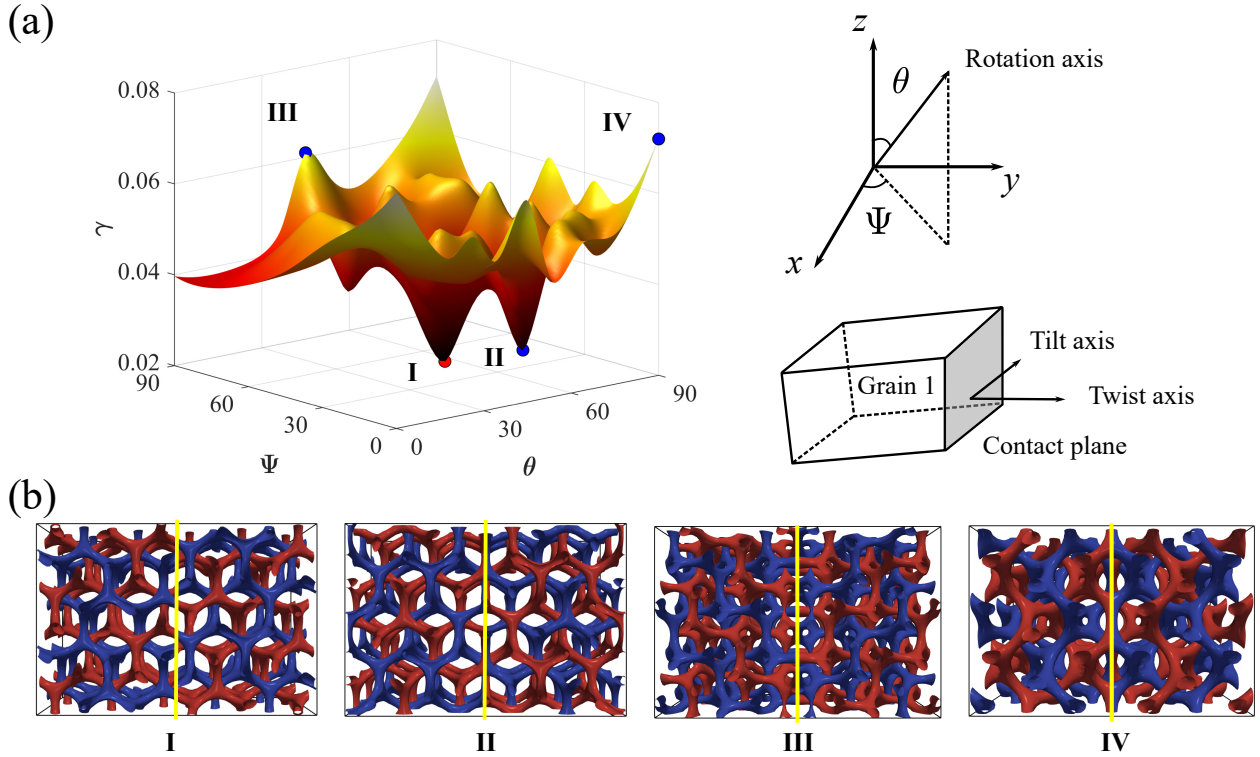 (a)
0.08
0.06
0.04
0.02
γ
III
IV
I
II
90
60
30
0
Ψ
0
30
60
90
θ
z
θ
Rotation axis
y
Ψ
x
Grain 1
Tilt axis
Twist axis
Contact plane
(b)
I
II
III
IV